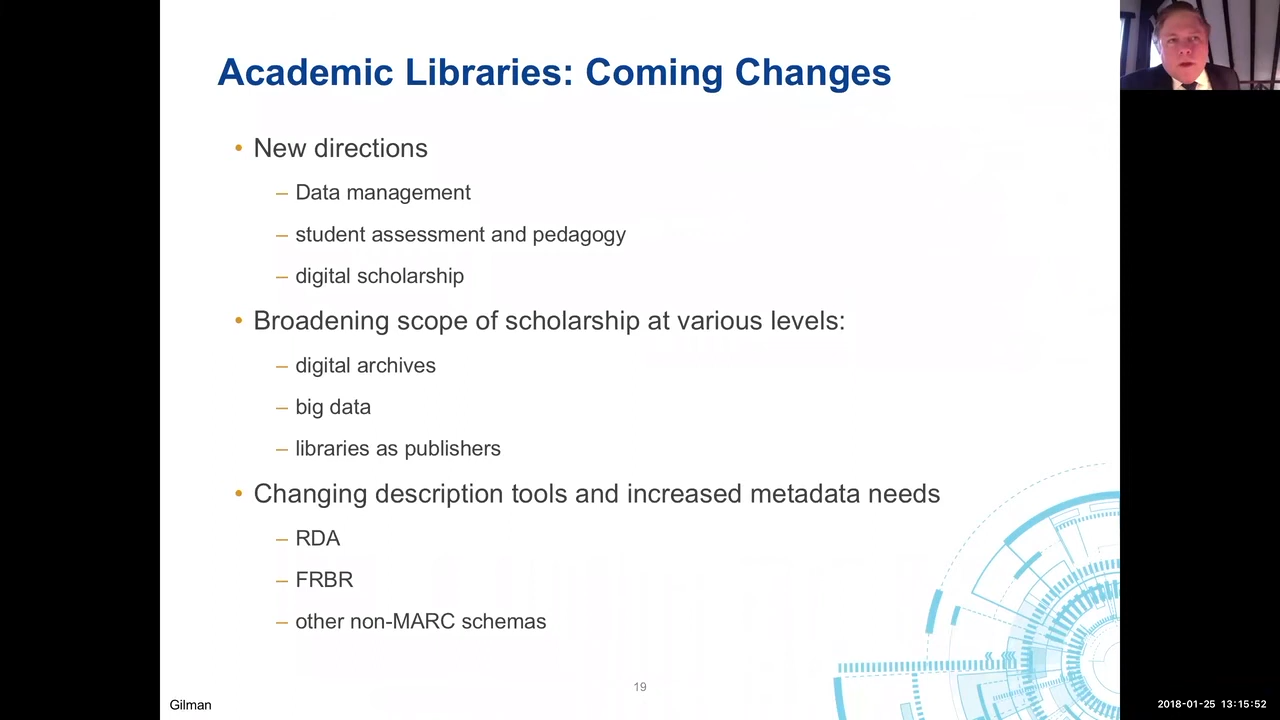 Academic Libraries: Coming Changes
• New directions
– Data management
– student assessment and pedagogy
– digital scholarship
• Broadening scope of scholarship at various levels:
– digital archives
– big data
– libraries as publishers
• Changing description tools and increased metadata needs
– RDA
– FRBR
– other non-MARC schemas
19
Gilman
2018-01-25 13:15:52